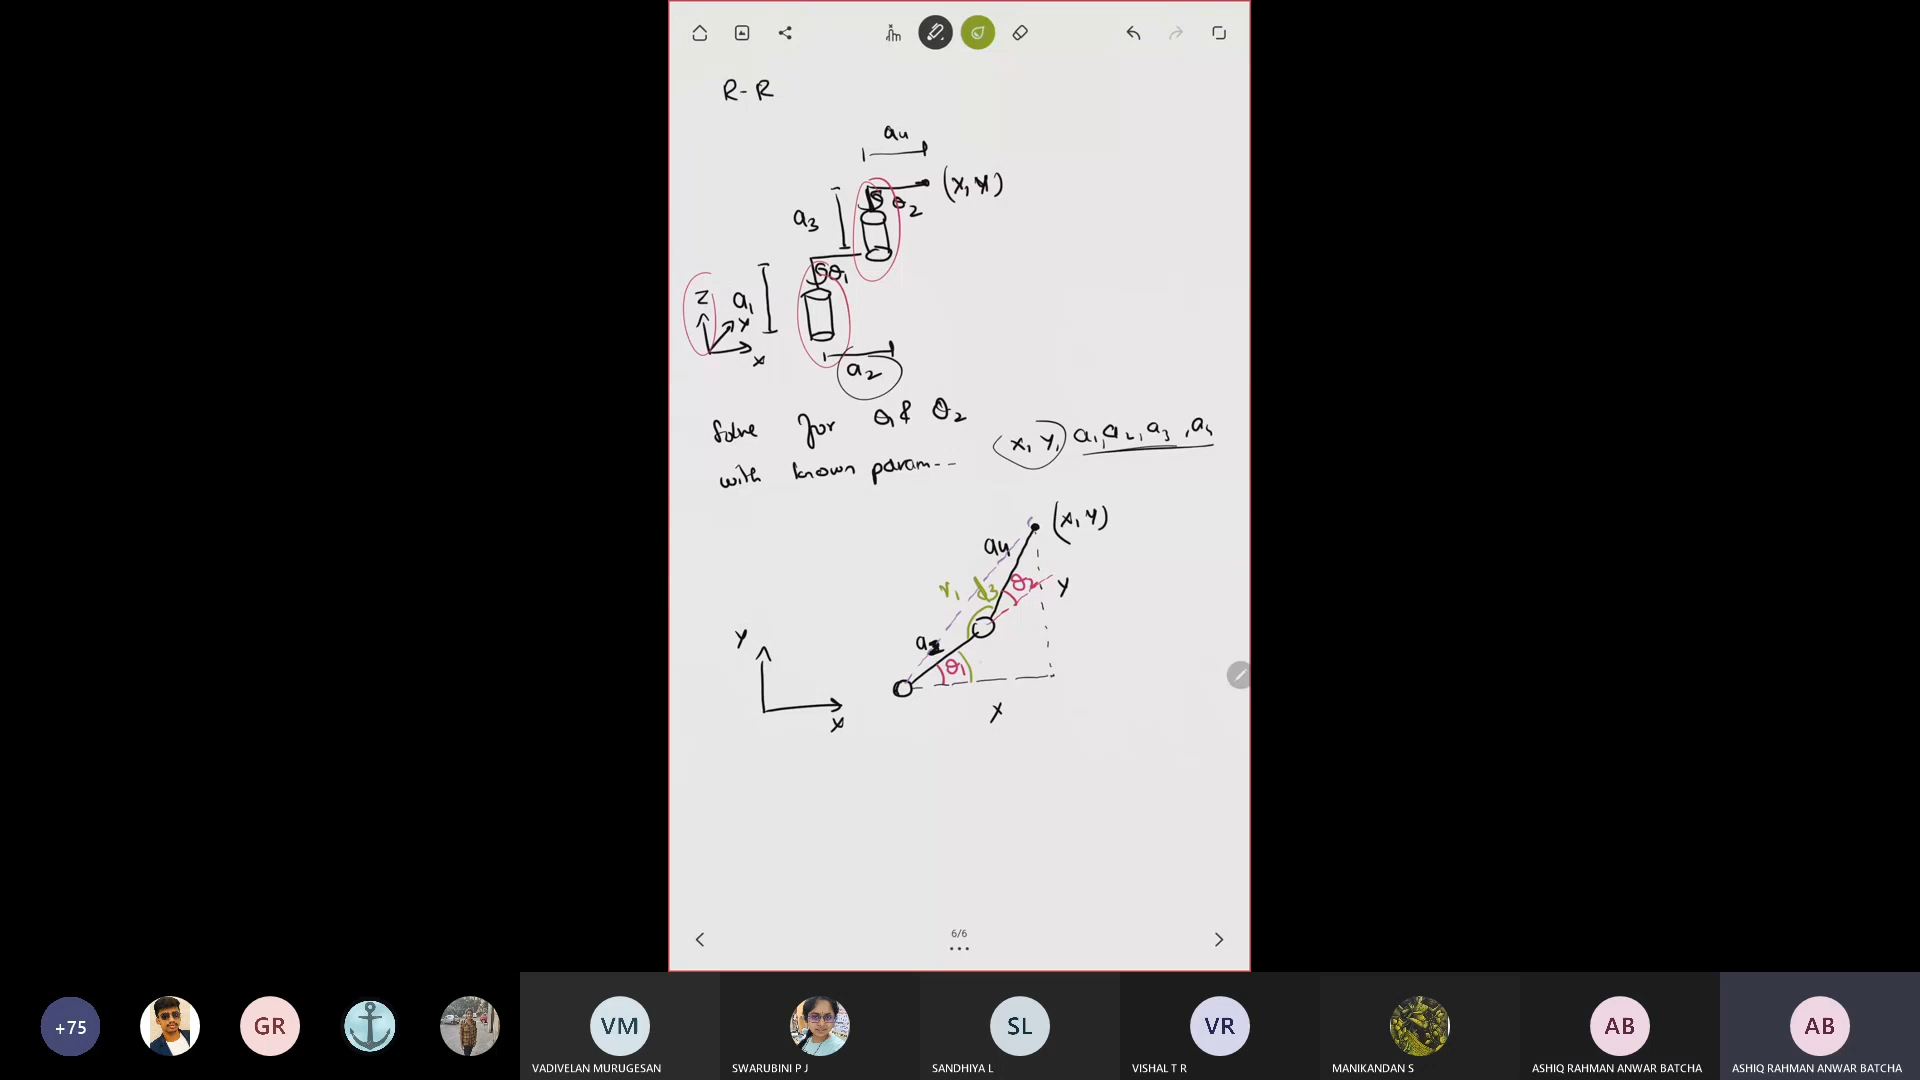 R-R
a4
(x, y)
θ2
a3
θ1
Z
a1
Y
X
a2
Solve for θ1 & θ2
x, y, a1, a2, a3, a4
with known param---
(x, y)
a4
r1
θ2
y
a2
θ1
Y
X
X
6/6
+75
GR
VM
SL
VR
AB
AB
VADIVELAN MURUGESAN
SWARUBINI P J
SANDHIYA L
VISHAL T R
MANIKANDAN S
ASHIQ RAHMAN ANWAR BATCHA
ASHIQ RAHMAN ANWAR BATCHA